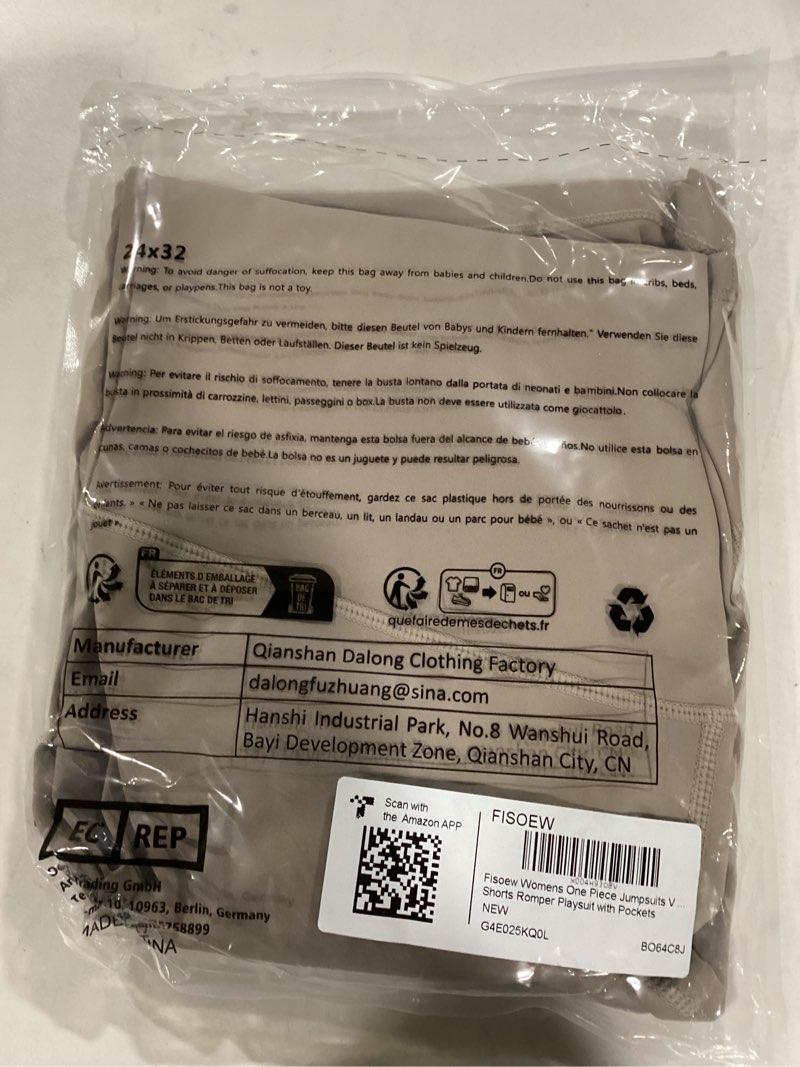 24x32
Warning: To avoid danger of suffocation, keep this bag away from babies and children.Do not use this bag in cribs, beds,
carriages, or playpens.This bag is not a toy.
Warning: Um Erstickungsgefahr zu vermeiden, bitte diesen Beutel von Babys und Kindern fernhalten." Verwenden Sie diese
Beutel nicht in Krippen, Betten oder Laufställen. Dieser Beutel ist kein Spielzeug.
Warning: Per evitare il rischio di soffocamento, tenere la busta lontano dalla portata di neonati e bambini.Non collocare la
busta in prossimità di carrozzine, lettini, passeggini o box.La busta non deve essere utilizzata come giocattolo.
Advertencia: Para evitar el riesgo de asfixia, mantenga esta bolsa fuera del alcance de No utilice esta bolsa en
cunas, camas o cochecitos de bebé.La bolsa no es un juguete y puede resultar peligrosa.
Avertissement: Pour éviter tout risque d'étouffement, gardez ce sac plastique hors de portée des nourrissons ou des
« Ne pas laisser ce sac dans un berceau, un lit, un landau ou un parc pour bébé », ou « Ce sachet n'est pas un
jouet ».
FR
ÉLÉMENTS D'EMBALLAGE
À SÉPARER ET À DÉPOSER
DANS LE BAC DE TRI
BAC
DE
TRI
FR
ou
quefairedemesdechets.fr
Manufacturer Qianshan Dalong Clothing Factory
Email dalongfuzhuang@sina.com
Address Hanshi Industrial Park, No.8 Wanshui Road,
Bayi Development Zone, Qianshan City, CN
EC REP
Trading GmbH
10963, Berlin, Germany
MADE
Scan with
the Amazon APP
FISOEW
Fisoew Womens One Piece Jumpsuits V ...
Shorts Romper Playsuit with Pockets
NEW
G4E025KQ0L
BO64C8J